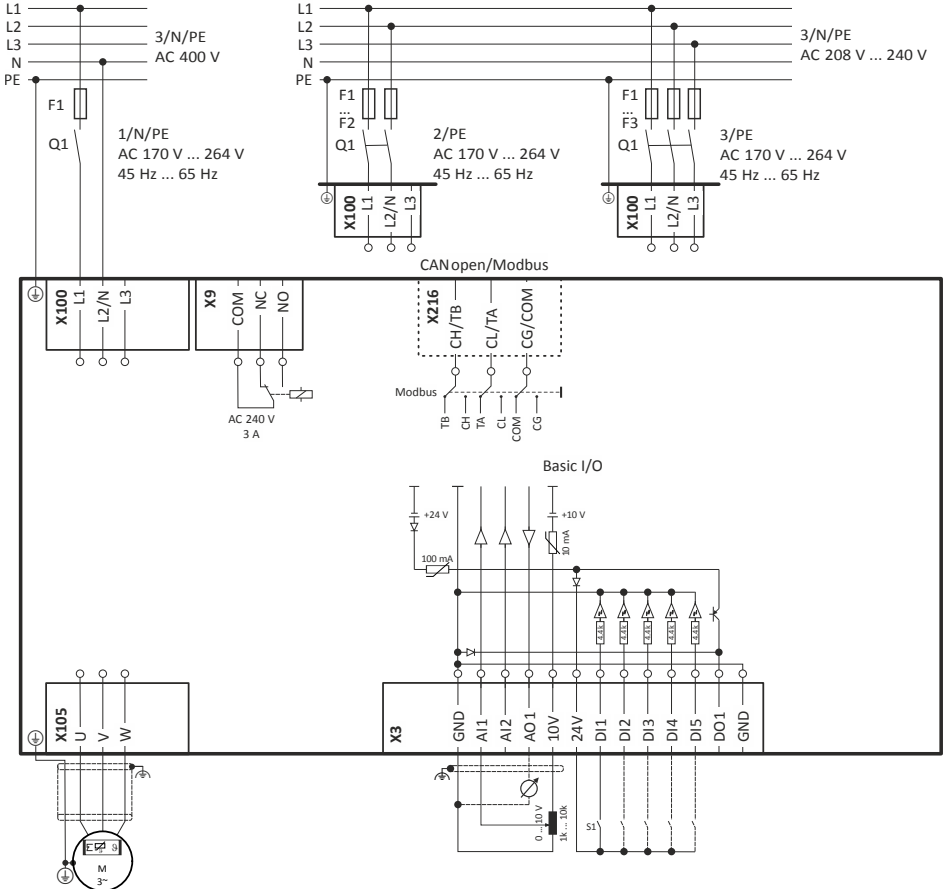 L1
L2
L3
N
PE
3/N/PE
AC 400 V
F1
Q1
1/N/PE
AC 170 V ... 264 V
45 Hz ... 65 Hz
L1
L2
L3
N
PE
3/N/PE
AC 208 V ... 240 V
F1
...
F2
Q1
2/PE
AC 170 V ... 264 V
45 Hz ... 65 Hz
F1
...
F3
Q1
3/PE
AC 170 V ... 264 V
45 Hz ... 65 Hz
X100
L1
L2/N
L3
X100
L1
L2/N
L3
CANopen/Modbus
X100
L1
L2/N
L3
X9
COM
NC
NO
AC 240 V
3 A
X216
CH/TB
CL/TA
CG/COM
Modbus
TB
CH
TA
CL
COM
CG
Basic I/O
+24 V
+10 V
10 mA
100 mA
4.4k
4.4k
4.4k
4.4k
4.4k
X105
U
V
W
X3
GND
AI1
AI2
AO1
10V
24V
DI1
DI2
DI3
DI4
DI5
DO1
GND
0 ... 10 V
1k ... 10k
S1
M
3~